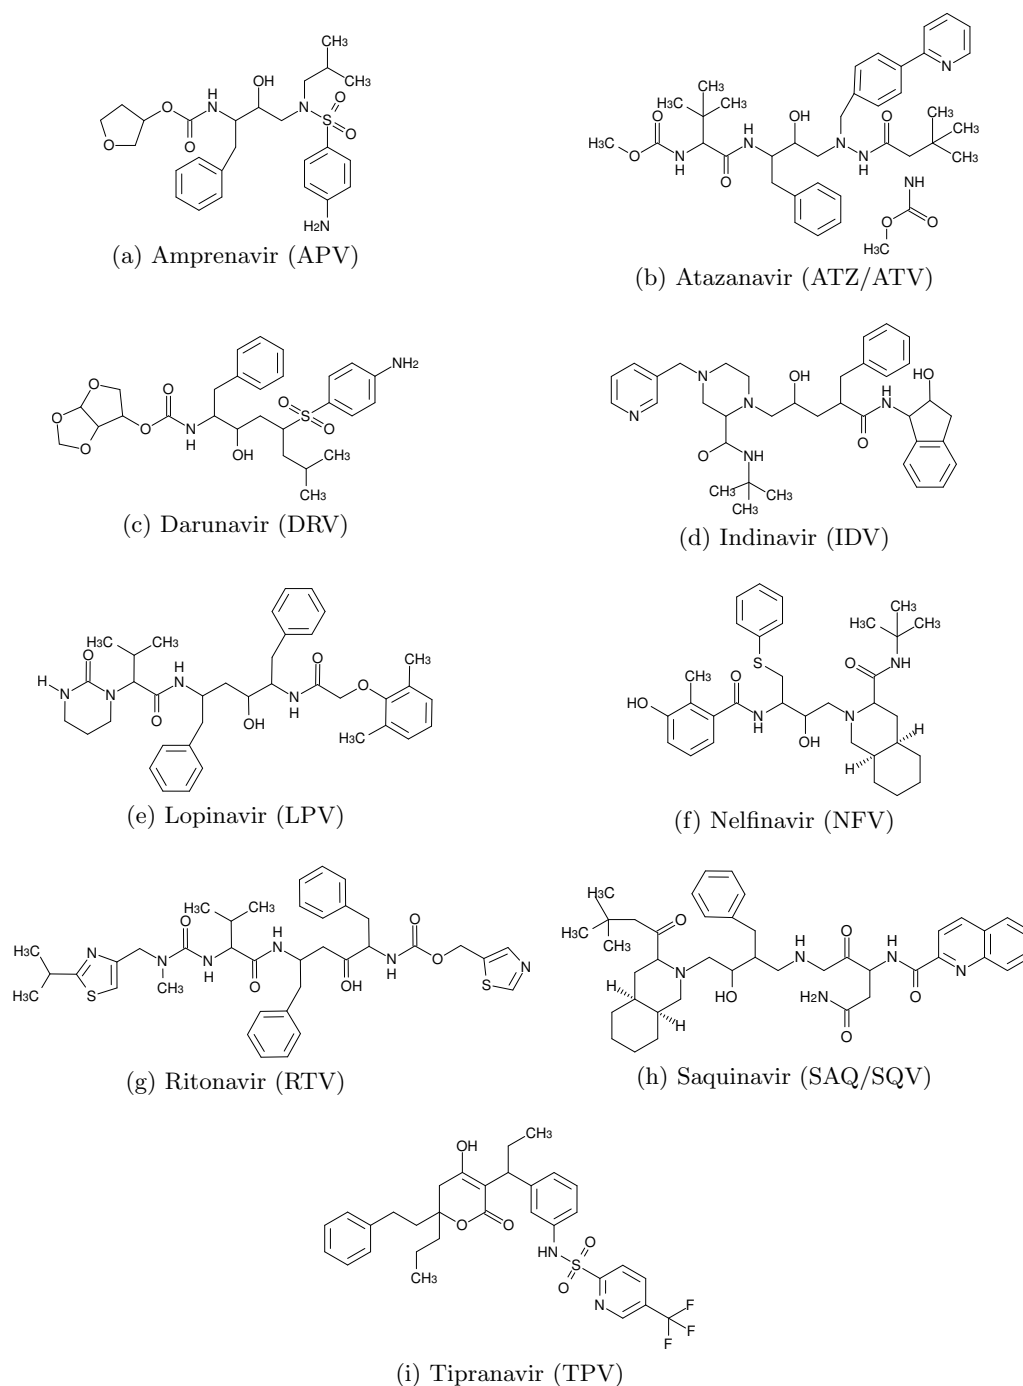 CH3
OH CH3
O H N N O
O O S O
H2N
(a) Amprenavir (APV)
N
CH3 CH3
H3C OH O CH3
O H N CH3
H3C O N H O N NH CH3
NH
O O
H3C
(b) Atazanavir (ATZ/ATV)
NH2
O O O
O O S
O O N H OH O
CH3
CH3
(c) Darunavir (DRV)
HO
N OH
N N H N
O O
NH
CH3 CH3
CH3
(d) Indinavir (IDV)
H3C CH3
O O CH3
H N N H N O
O OH N H
H3C
(e) Lopinavir (LPV)
CH3
CH3
CH3
S O NH
CH3 O
HO N
N H OH H
H
(f) Nelfinavir (NFV)
H3C CH3
O O
N N H N O N
H3C N H O OH N H S
CH3 S CH3
(g) Ritonavir (RTV)
H3C
H3C CH3 O
O H N H N
N N
H OH H2N O
H O
(h) Saquinavir (SAQ/SQV)
CH3
OH
O O
HN O
S
O N F
F
F
CH3
(i) Tipranavir (TPV)